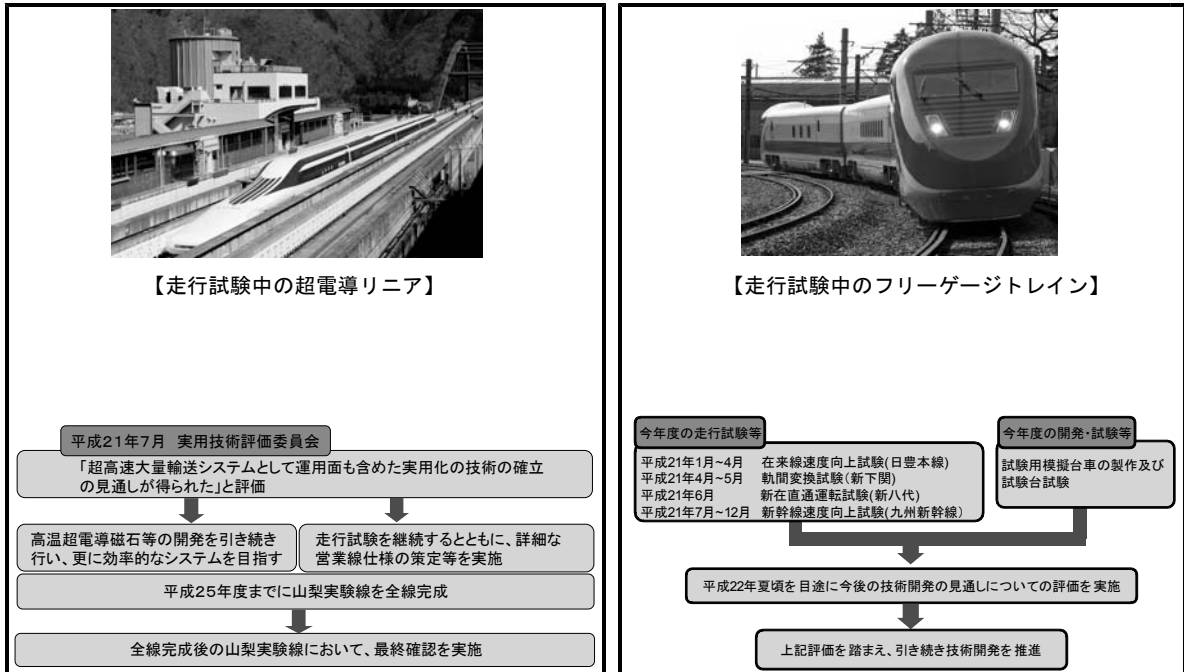 【走行試験中の超電導リニア】
平成21年7月 実用技術評価委員会
「超高速大量輸送システムとして運用面も含めた実用化の技術の確立
の見通しが得られた」と評価
高温超電導磁石等の開発を引き続き
行い、更に効率的なシステムを目指す
走行試験を継続するとともに、詳細な
営業線仕様の策定等を実施
平成25年度までに山梨実験線を全線完成
全線完成後の山梨実験線において、最終確認を実施
【走行試験中のフリーゲージトレイン】
今年度の走行試験等
平成21年1月~4月 在来線速度向上試験(日豊本線)
平成21年4月~5月 軌間変換試験(新下関)
平成21年6月 新在直通運転試験(新八代)
平成21年7月~12月 新幹線速度向上試験(九州新幹線)
今年度の開発・試験等
試験用模擬台車の製作及び
試験台試験
平成22年夏頃を目途に今後の技術開発の見通しについての評価を実施
上記評価を踏まえ、引き続き技術開発を推進